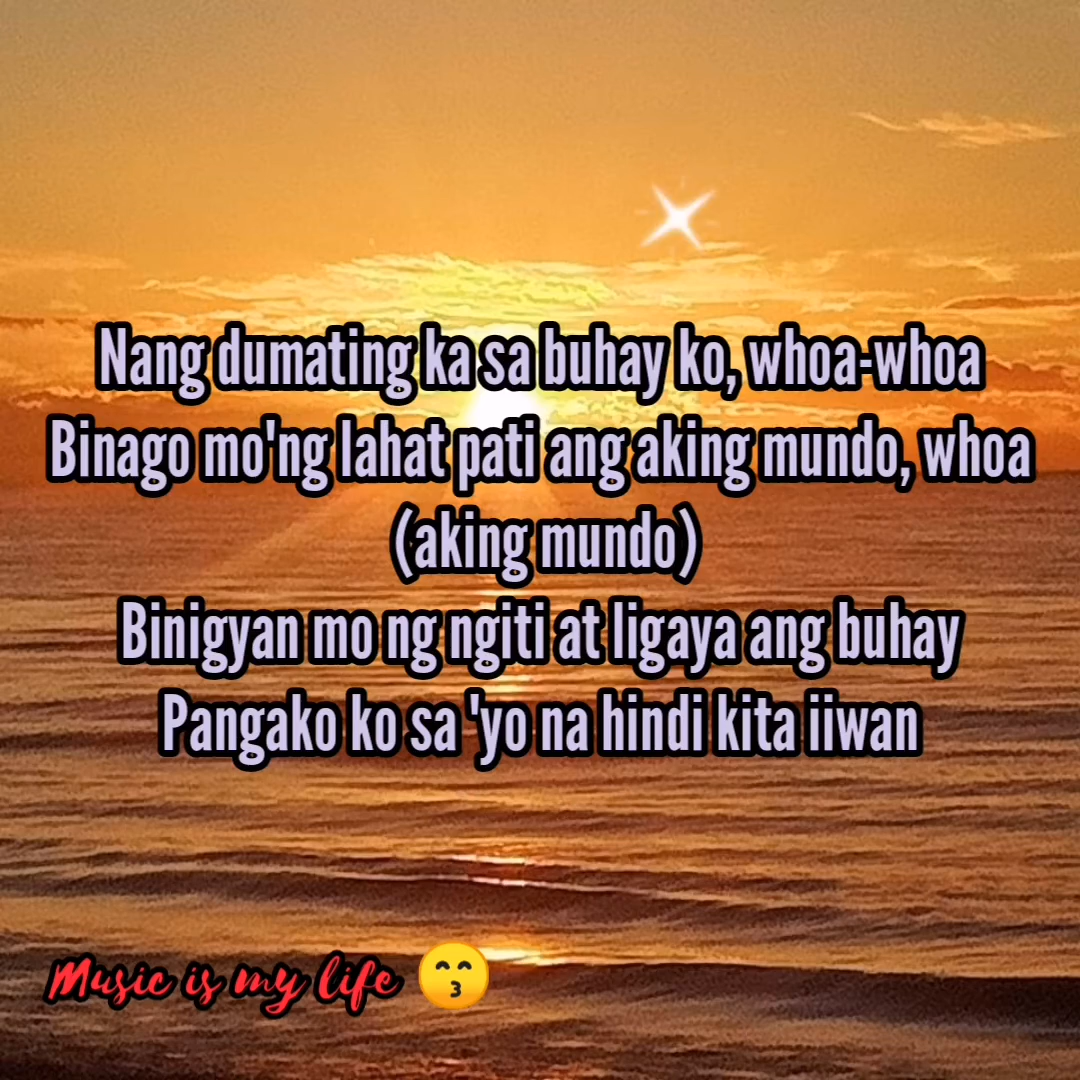 Nang dumating ka sa buhay ko, whoa-whoa
Binago mo'ng lahat pati ang aking mundo, whoa
(aking mundo)
Binigyan mo ng ngiti at ligaya ang buhay
Pangako ko sa 'yo na hindi kita iiwan
Music is my life 😙